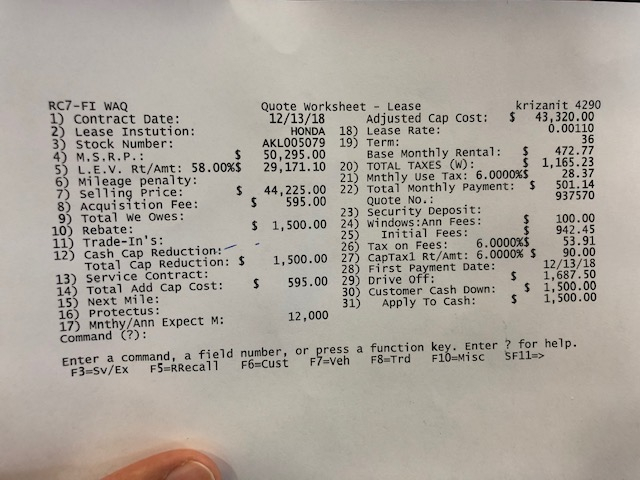 RC7-FI WAQ Quote Worksheet - Lease krizanit 4290
1) Contract Date: 12/13/18 Adjusted Cap Cost: $ 43,320.00
2) Lease Instution: HONDA 18) Lease Rate: 0.00110
3) Stock Number: AKL005079 19) Term: 36
4) M.S.R.P.: $ 50,295.00 Base Monthly Rental: $ 472.77
5) L.E.V. Rt/Amt: 58.00%$ 29,171.10 20) TOTAL TAXES (W): $ 1,165.23
6) Mileage penalty: 21) Mnthly Use Tax: 6.0000%$ 28.37
7) Selling Price: $ 44,225.00 22) Total Monthly Payment: $ 501.14
8) Acquisition Fee: $ 595.00 Quote No.: 937570
9) Total We Owes: 23) Security Deposit:
10) Rebate: $ 1,500.00 24) Windows:Ann Fees: $ 100.00
11) Trade-In's: 25) Initial Fees: $ 942.45
12) Cash Cap Reduction: 26) Tax on Fees: 6.0000%$ 53.91
Total Cap Reduction: $ 1,500.00 27) CapTax1 Rt/Amt: 6.0000% $ 90.00
13) Service Contract: 28) First Payment Date: 12/13/18
14) Total Add Cap Cost: $ 595.00 29) Drive Off: $ 1,687.50
15) Next Mile: 30) Customer Cash Down: $ 1,500.00
16) Protectus: 31) Apply To Cash: $ 1,500.00
17) Mnthy/Ann Expect M: 12,000
Command (?):
Enter a command, a field number, or press a function key. Enter ? for help.
F3=Sv/Ex F5=RRecall F6=Cust F7=Veh F8=Trd F10=Misc SF11=>